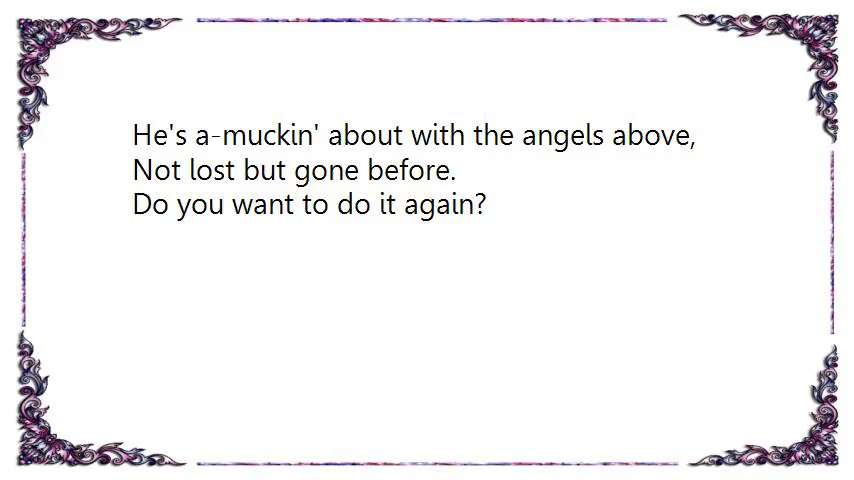 He's a-muckin' about with the angels above,
Not lost but gone before.
Do you want to do it again?